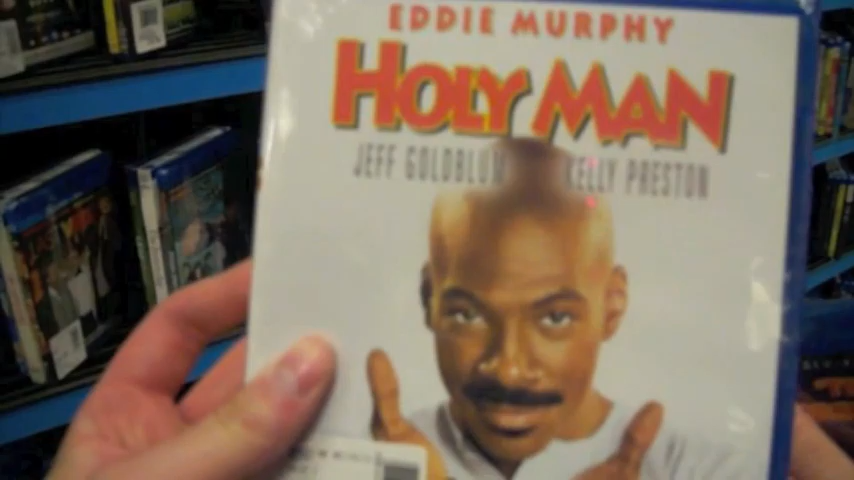 EDDIE MURPHY
HOLY MAN
JEFF GOLDBLUM KELLY PRESTON